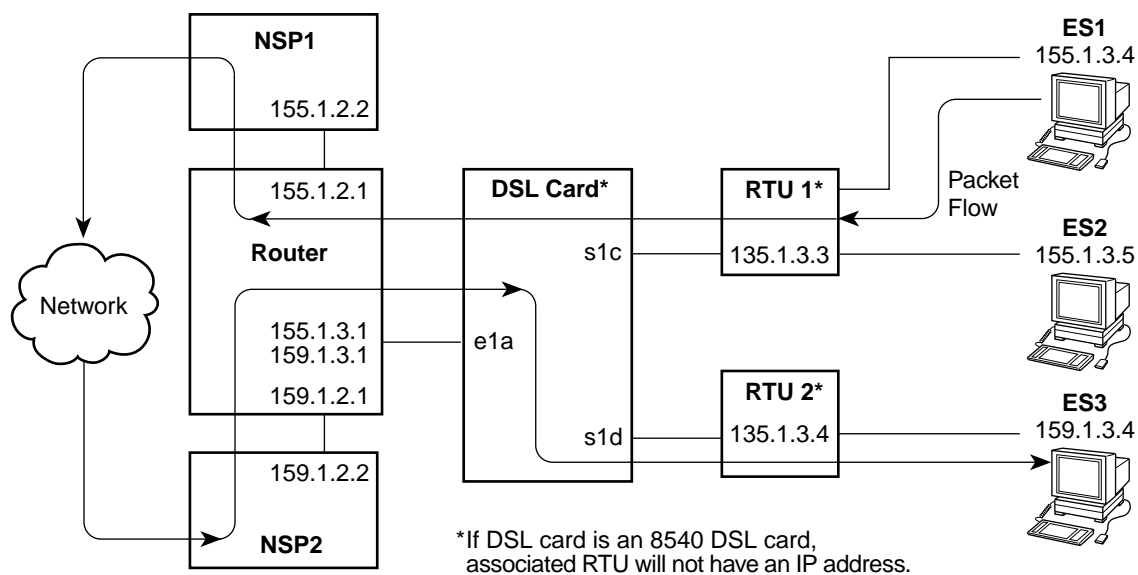 NSP1
155.1.2.2
155.1.2.1
Router
155.1.3.1
159.1.3.1
159.1.2.1
159.1.2.2
NSP2
Network
DSL Card*
s1c
e1a
s1d
RTU 1*
135.1.3.3
RTU 2*
135.1.3.4
Packet
Flow
ES1
155.1.3.4
ES2
155.1.3.5
ES3
159.1.3.4
*If DSL card is an 8540 DSL card,
associated RTU will not have an IP address.